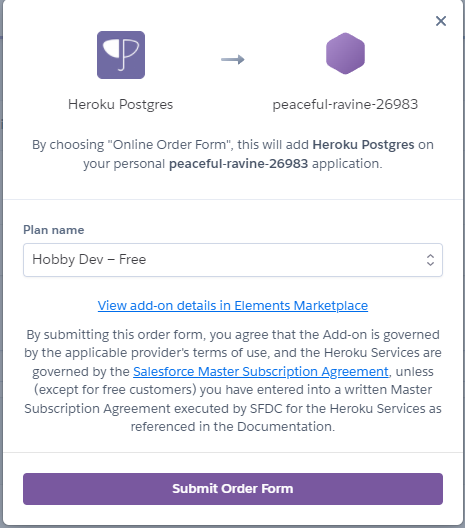 Heroku Postgres
peaceful-ravine-26983
By choosing "Online Order Form", this will add Heroku Postgres on
your personal peaceful-ravine-26983 application.
Plan name
Hobby Dev – Free
View add-on details in Elements Marketplace
By submitting this order form, you agree that the Add-on is governed
by the applicable provider's terms of use, and the Heroku Services are
governed by the Salesforce Master Subscription Agreement, unless
(except for free customers) you have entered into a written Master
Subscription Agreement executed by SFDC for the Heroku Services as
referenced in the Documentation.
Submit Order Form